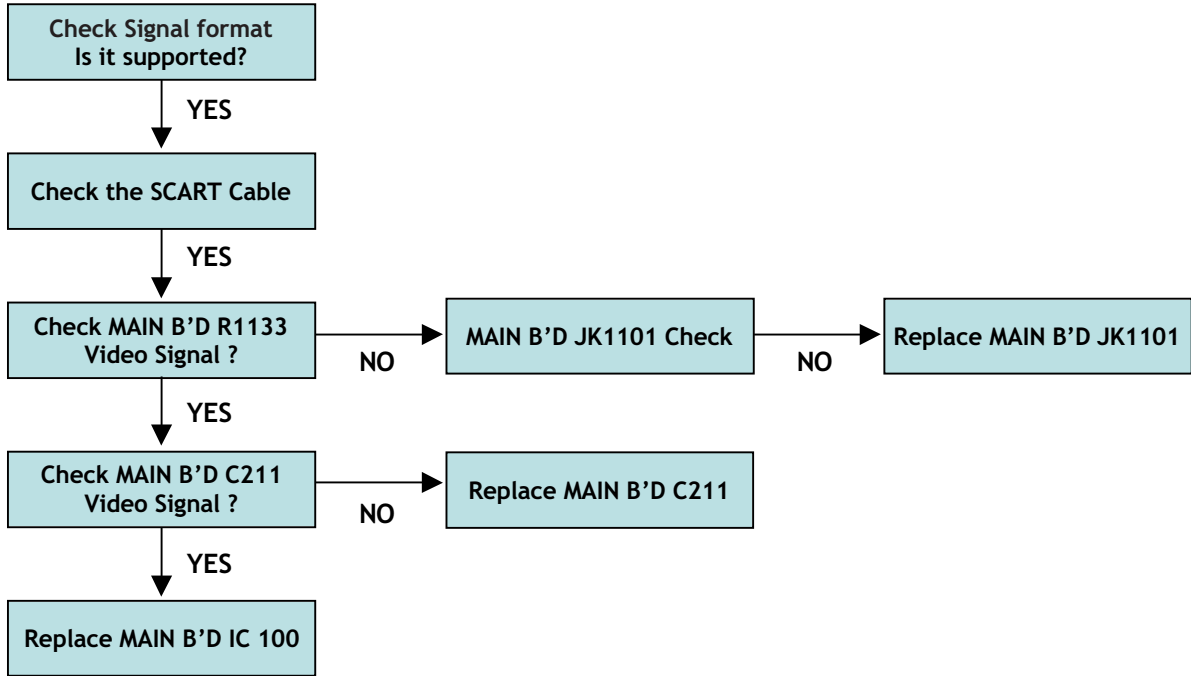 Check Signal format
Is it supported?
YES
Check the SCART Cable
YES
Check MAIN B’D R1133
Video Signal ?
NO
MAIN B’D JK1101 Check
NO
Replace MAIN B’D JK1101
YES
Check MAIN B’D C211
Video Signal ?
NO
Replace MAIN B’D C211
YES
Replace MAIN B’D IC 100